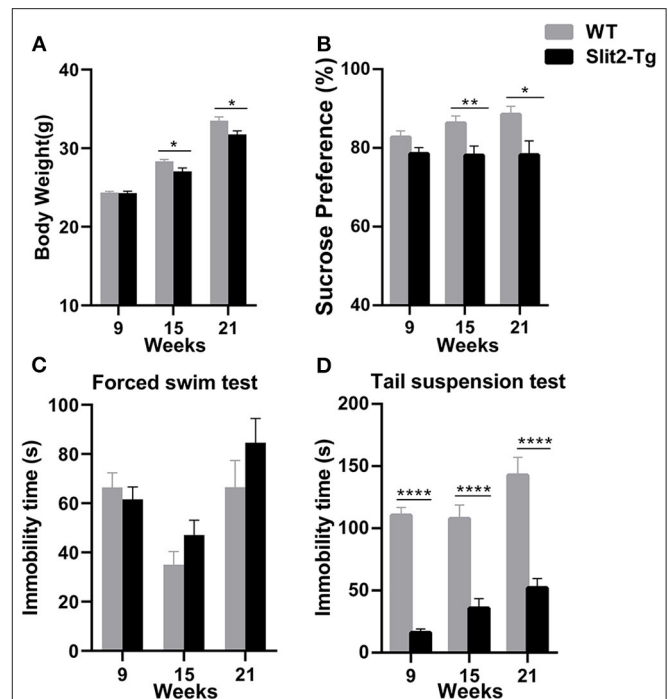 WT
Slit2-Tg
A
Body Weight(g)
40
30
20
10
*
*
9 15 21
Weeks
B
Sucrose Preference (%)
100
80
60
40
**
*
9 15 21
Weeks
C
Forced swim test
Immobility time (s)
100
80
60
40
20
0
9 15 21
Weeks
D
Tail suspension test
Immobility time (s)
200
150
100
50
0
****
****
****
9 15 21
Weeks